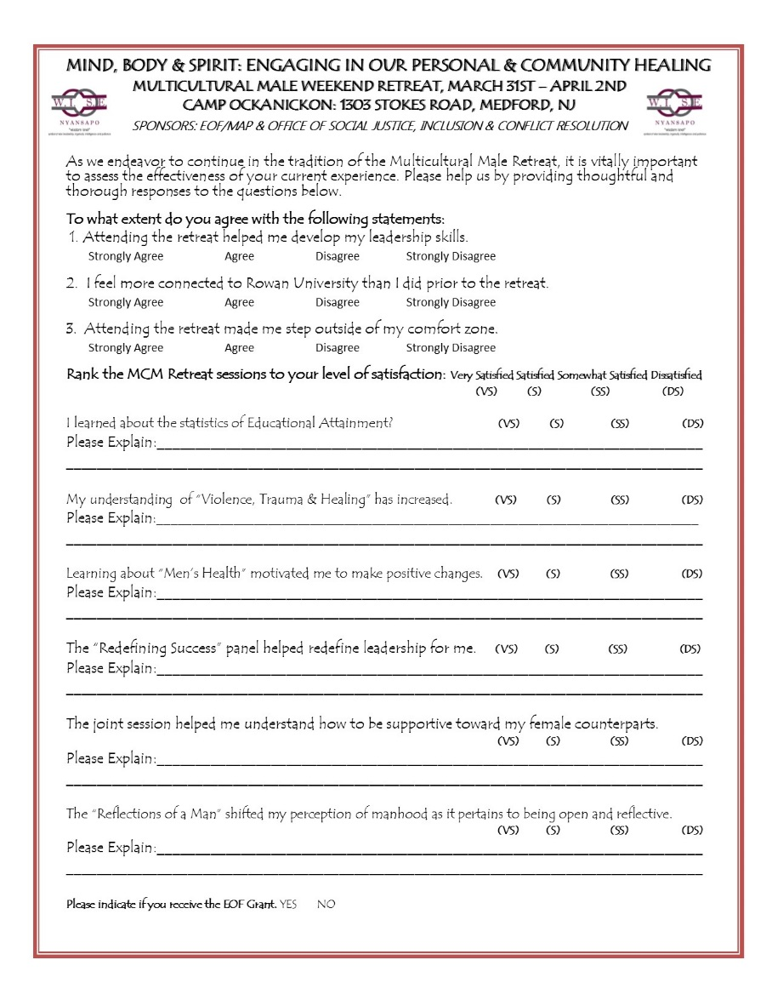 MIND, BODY & SPIRIT: ENGAGING IN OUR PERSONAL & COMMUNITY HEALING
MULTICULTURAL MALE WEEKEND RETREAT, MARCH 31ST – APRIL 2ND
CAMP OCKANICKON: 1303 STOKES ROAD, MEDFORD, NJ
SPONSORS: EOF/MAP & OFFICE OF SOCIAL JUSTICE, INCLUSION & CONFLICT RESOLUTION
W.I.S.E
NYANSAPO
"wisdom knot"
W.I.S.E
NYANSAPO
"wisdom knot"
As we endeavor to continue in the tradition of the Multicultural Male Retreat, it is vitally important
to assess the effectiveness of your current experience. Please help us by providing thoughtful and
thorough responses to the questions below.
To what extent do you agree with the following statements:
1. Attending the retreat helped me develop my leadership skills.
Strongly Agree Agree Disagree Strongly Disagree
2. I feel more connected to Rowan University than I did prior to the retreat.
Strongly Agree Agree Disagree Strongly Disagree
3. Attending the retreat made me step outside of my comfort zone.
Strongly Agree Agree Disagree Strongly Disagree
Rank the MCM Retreat sessions to your level of satisfaction: Very Satisfied Satisfied Somewhat Satisfied Dissatisfied
(VS) (S) (SS) (DS)
I learned about the statistics of Educational Attainment? (VS) (S) (SS) (DS)
Please Explain:
My understanding of "Violence, Trauma & Healing" has increased. (VS) (S) (SS) (DS)
Please Explain:
Learning about "Men's Health" motivated me to make positive changes. (VS) (S) (SS) (DS)
Please Explain:
The "Redefining Success" panel helped redefine leadership for me. (VS) (S) (SS) (DS)
Please Explain:
The joint session helped me understand how to be supportive toward my female counterparts.
(VS) (S) (SS) (DS)
Please Explain:
The "Reflections of a Man" shifted my perception of manhood as it pertains to being open and reflective.
(VS) (S) (SS) (DS)
Please Explain:
Please indicate if you receive the EOF Grant. YES NO